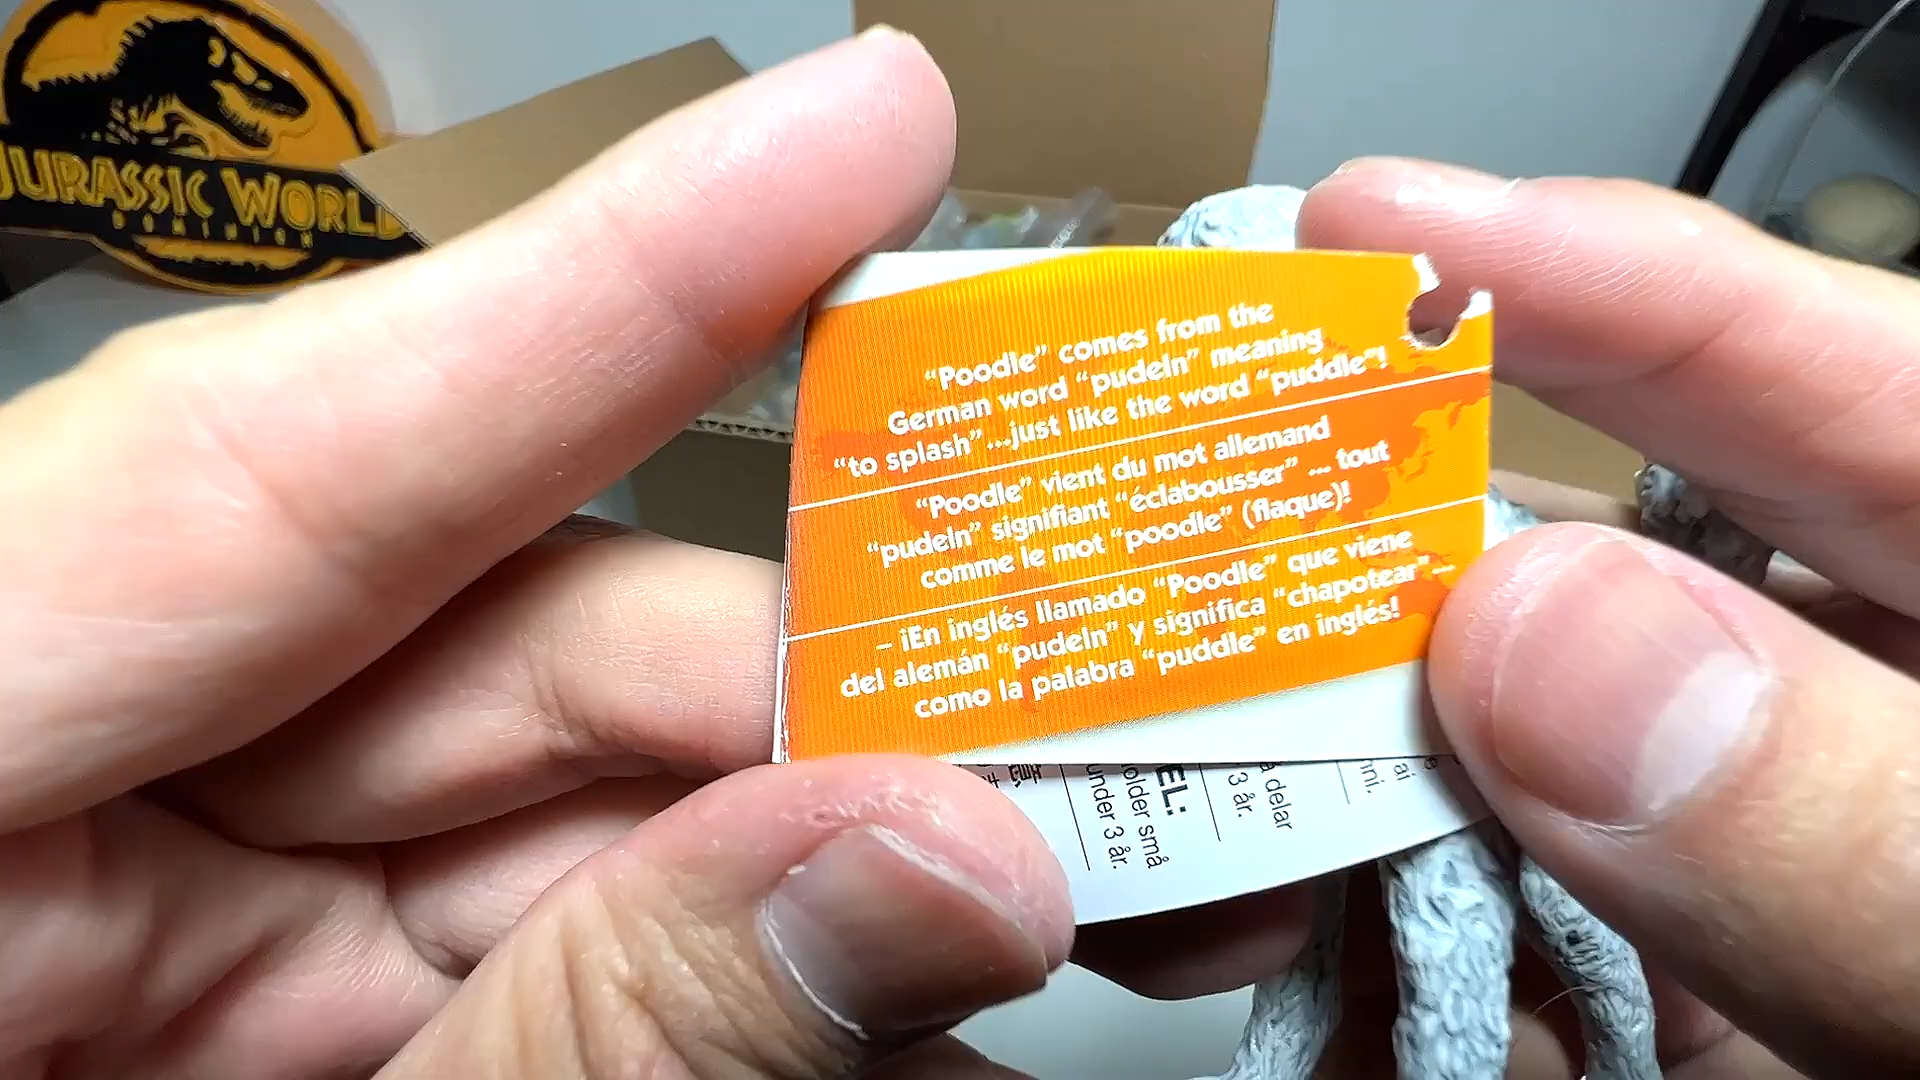 JURASSIC WORLD
DOMINION
“Poodle” comes from the
German word “pudeln” meaning
“to splash”...just like the word “puddle”!
“Poodle” vient du mot allemand
“pudeln” signifiant “éclabousser” ... tout
comme le mot “poodle” (flaque)!
– ¡En inglés llamado “Poodle” que viene
del alemán “pudeln” y significa “chapotear”...
como la palabra “puddle” en inglés!
EL:
older små
under 3 år.
å delar
3 år.
ai
nni.